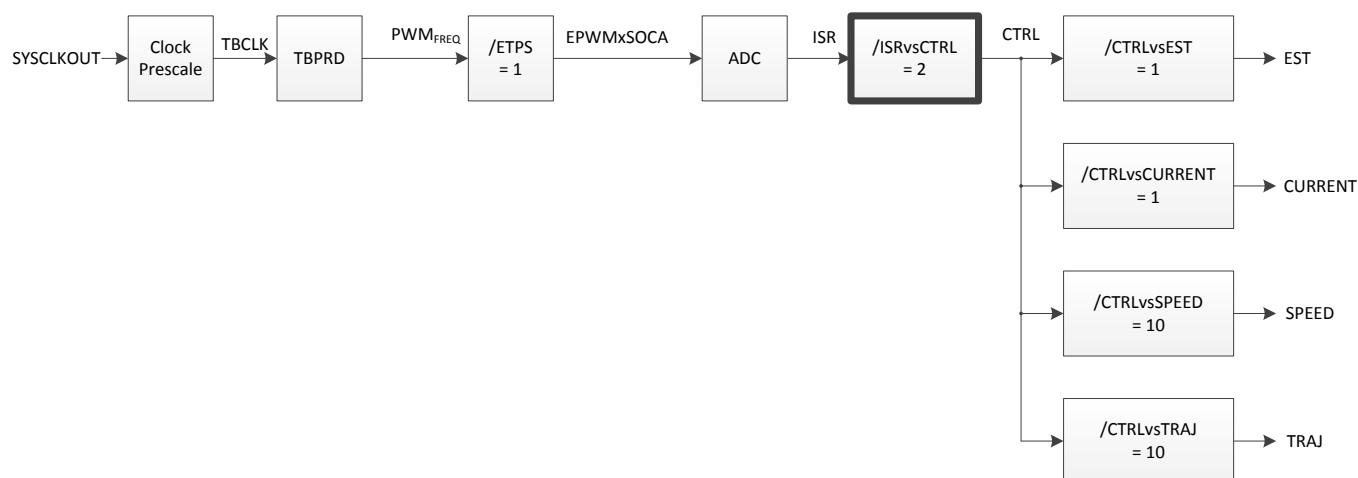 SYSCLKOUT
Clock
Prescale
TBCLK
TBPRD
PWMFREQ
/ETPS
= 1
EPWMxSOCA
ADC
ISR
/ISRvsCTRL
= 2
CTRL
/CTRLvsEST
= 1
EST
/CTRLvsCURRENT
= 1
CURRENT
/CTRLvsSPEED
= 10
SPEED
/CTRLvsTRAJ
= 10
TRAJ